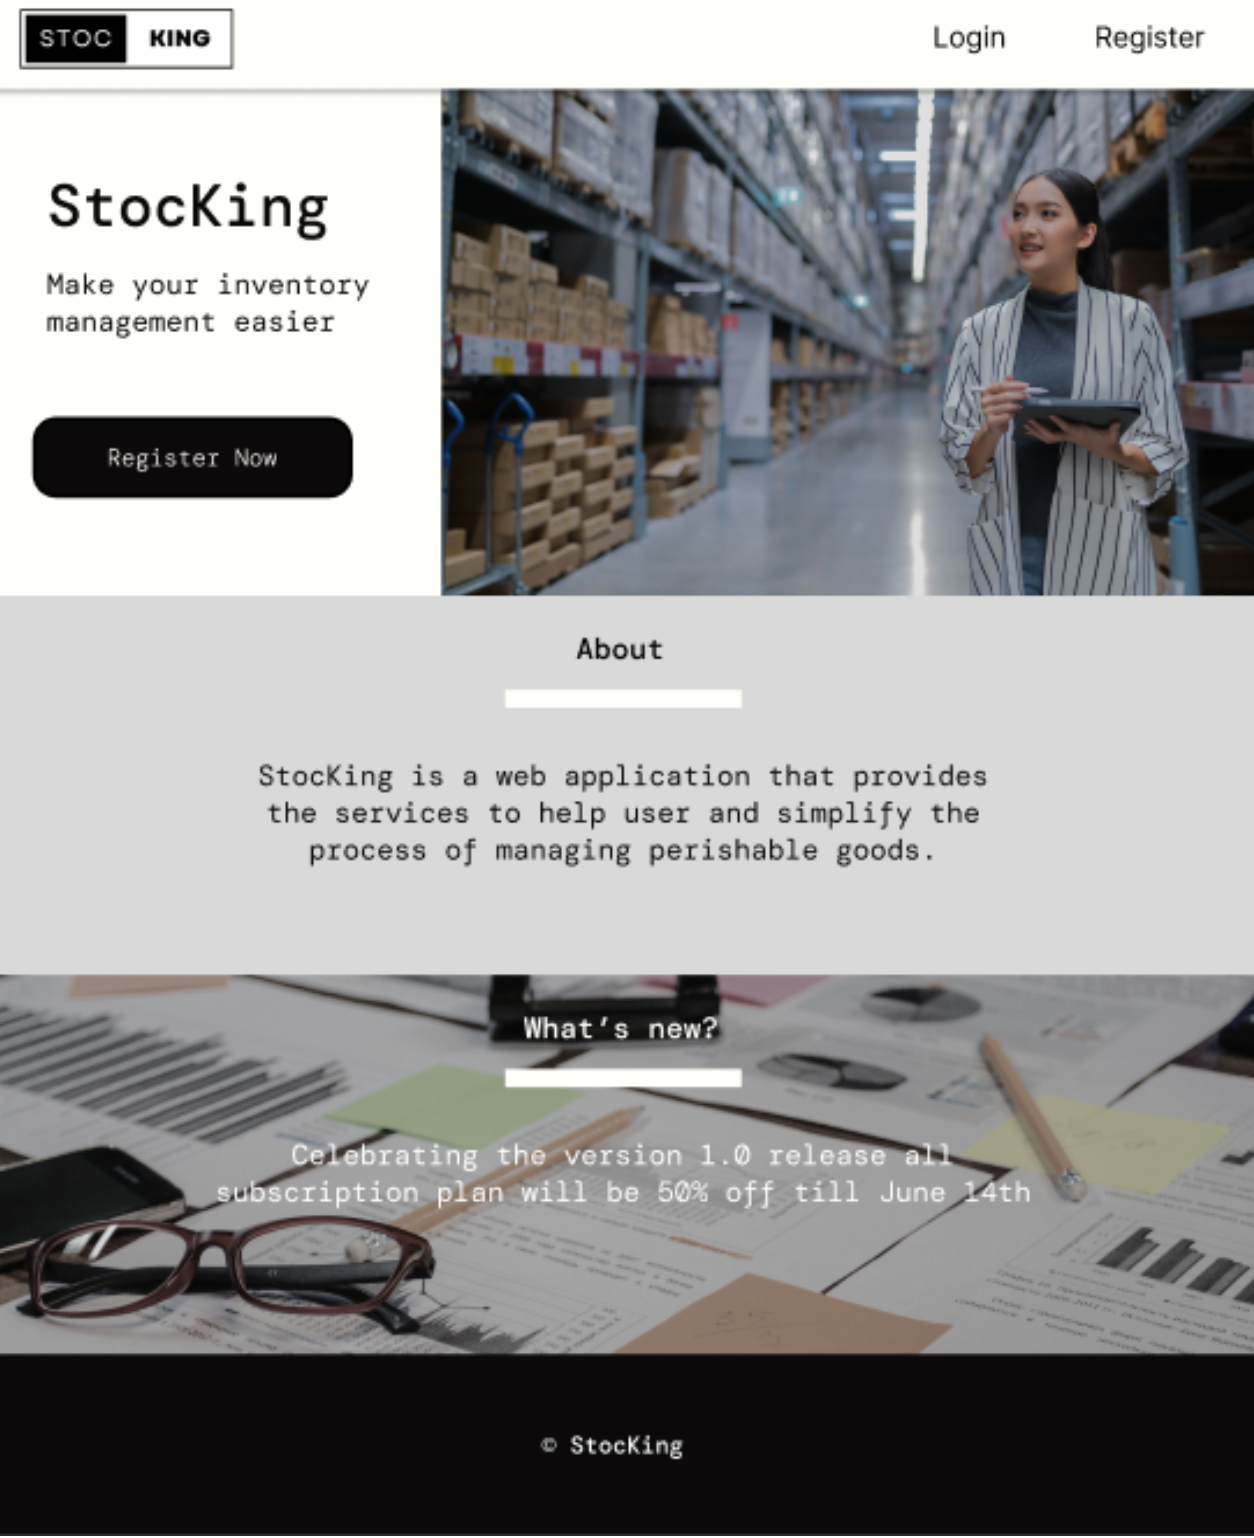 STOC KING
Login Register
StocKing
Make your inventory
management easier
Register Now
About
StocKing is a web application that provides
the services to help user and simplify the
process of managing perishable goods.
What's new?
Celebrating the version 1.0 release all
subscription plan will be 50% off till June 14th
© StocKing